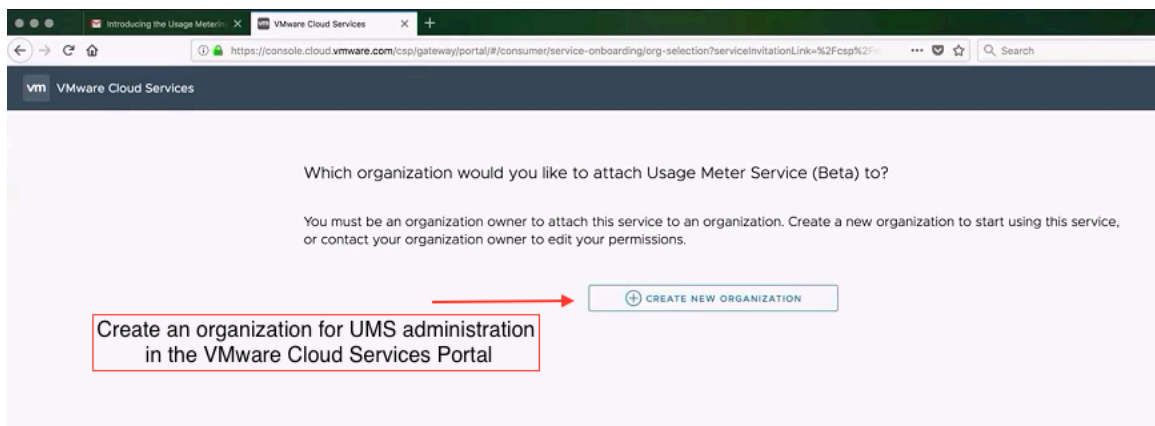 Introducing the Usage Meterin
VMware Cloud Services
https://console.cloud.vmware.com/csp/gateway/portal/#/consumer/service-onboarding/org-selection?serviceInvitationLink=%2Fcsp%2F
Search
vm VMware Cloud Services
Which organization would you like to attach Usage Meter Service (Beta) to?
You must be an organization owner to attach this service to an organization. Create a new organization to start using this service,
or contact your organization owner to edit your permissions.
CREATE NEW ORGANIZATION
Create an organization for UMS administration
in the VMware Cloud Services Portal